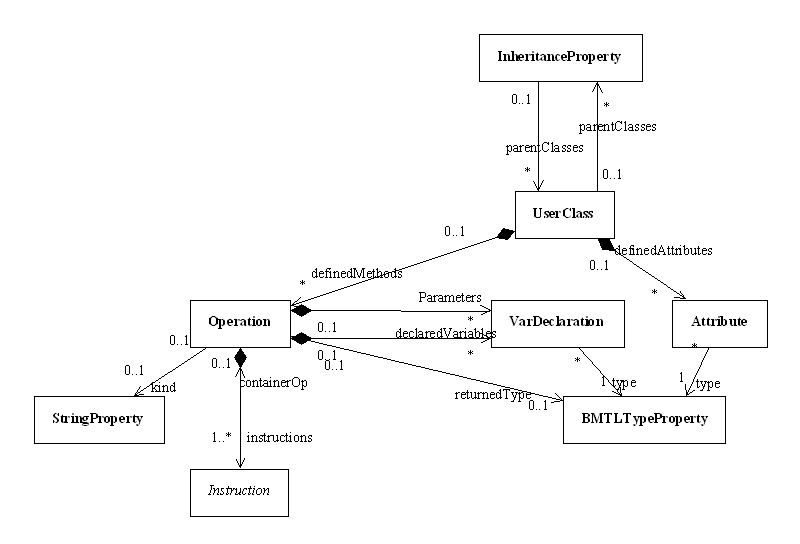 InheritanceProperty
0..1
*
parentClasses
parentClasses
*
0..1
UserClass
0..1
definedAttributes
0..1
definedMethods
*
*
Parameters
Operation
0..1
*
VarDeclaration
Attribute
0..1
declaredVariables
*
0..1
*
*
0..1
0..1
0..1
containerOp
kind
returnedType
0..1
1 type
1
type
StringProperty
BMTLTypeProperty
1..*
instructions
Instruction